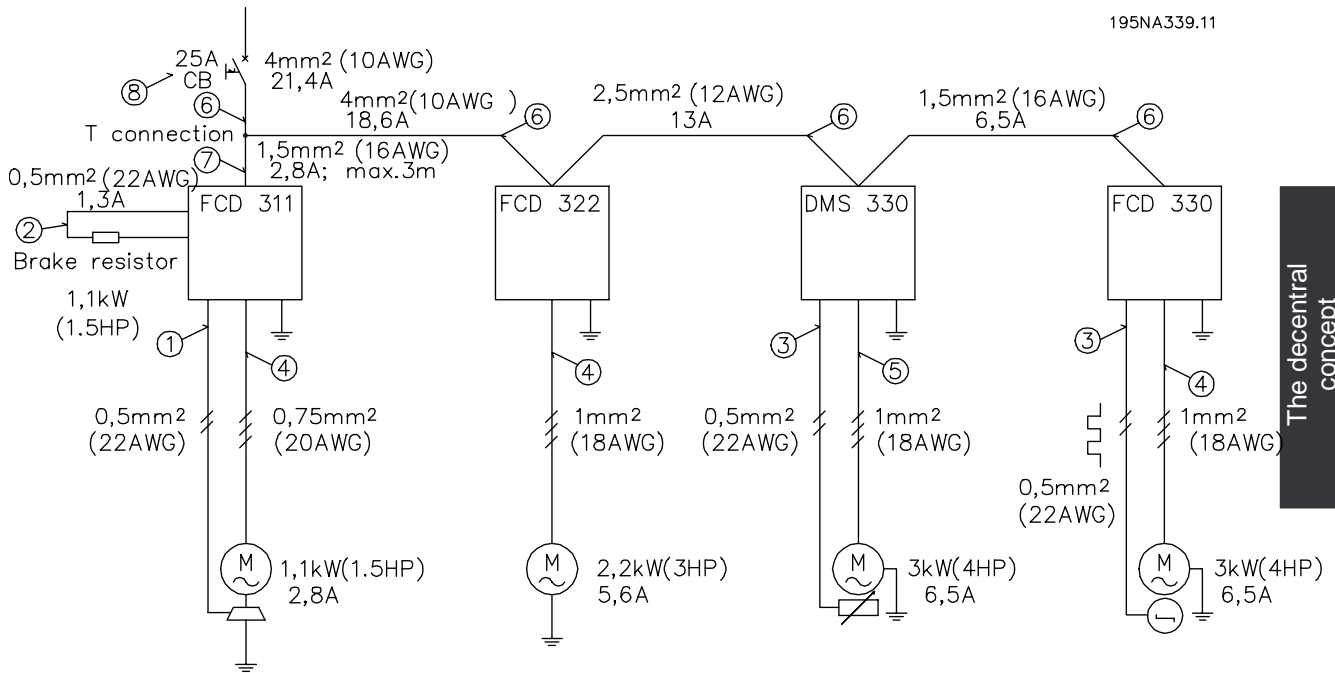 195NA339.11
25A
CB
4mm² (10AWG)
21,4A
8
6
4mm²(10AWG )
18,6A
6
2,5mm² (12AWG)
13A
6
1,5mm² (16AWG)
6,5A
6
T connection
7
1,5mm² (16AWG)
2,8A; max.3m
0,5mm² (22AWG)
1,3A
2
Brake resistor
FCD 311
FCD 322
DMS 330
FCD 330
The decentral
concept
1,1kW
(1.5HP)
1
4
4
3
5
3
4
0,5mm²
(22AWG)
0,75mm²
(20AWG)
1mm²
(18AWG)
0,5mm²
(22AWG)
1mm²
(18AWG)
0,5mm²
(22AWG)
1mm²
(18AWG)
M
1,1kW(1.5HP)
2,8A
M
2,2kW(3HP)
5,6A
M
3kW(4HP)
6,5A
M
3kW(4HP)
6,5A